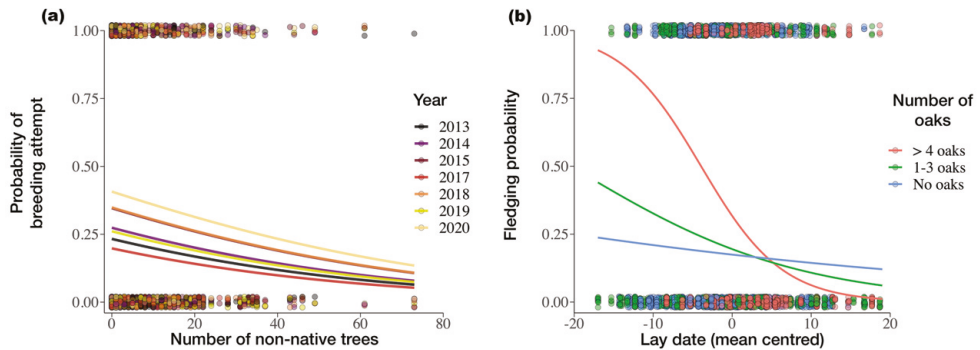 (a)
Probability of
breeding attempt
1.00
0.75
0.50
0.25
0.00
0
20
40
60
80
Number of non-native trees
Year
2013
2014
2015
2017
2018
2019
2020
(b)
Fledging probability
1.00
0.75
0.50
0.25
0.00
-20
-10
0
10
20
Lay date (mean centred)
Number of
oaks
> 4 oaks
1-3 oaks
No oaks